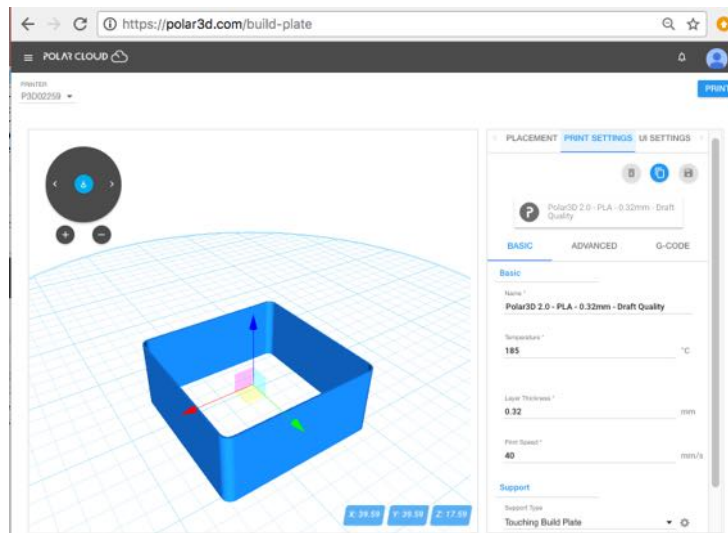 https://polar3d.com/build-plate
POLAR CLOUD
PRINTER
P3D02259
PRINT
PLACEMENT PRINT SETTINGS UI SETTINGS
Polar3D 2.0 - PLA - 0.32mm - Draft
Quality
BASIC ADVANCED G-CODE
Basic
Name *
Polar3D 2.0 - PLA - 0.32mm - Draft Quality
Temperature *
185 °C
Layer Thickness *
0.32 mm
Print Speed *
40 mm/s
Support
Support Type
Touching Build Plate
X: 39.59 Y: 39.59 Z: 17.59